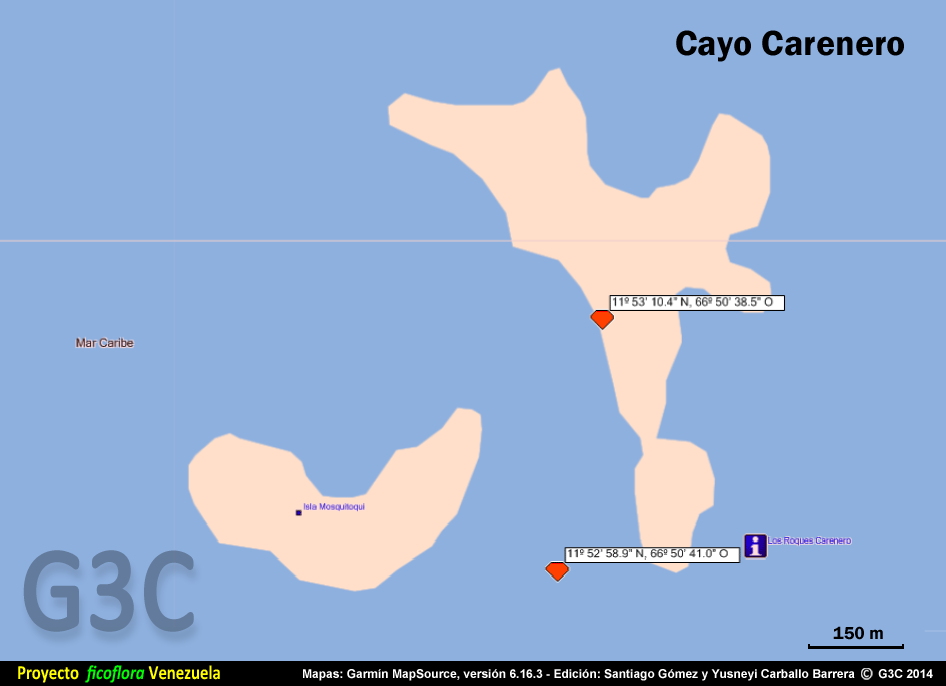 Cayo Carenero
11º 53' 10.4" N, 66º 50' 38.5" O
Mar Caribe
Isla Mosquitoqui
Los Roques Carenero
11º 52' 58.9" N, 66º 50' 41.0" O
G3C
150 m
Proyecto ficoflora Venezuela
Mapas: Garmin MapSource, versión 6.16.3 - Edición: Santiago Gómez y Yusneyi Carballo Barrera © G3C 2014